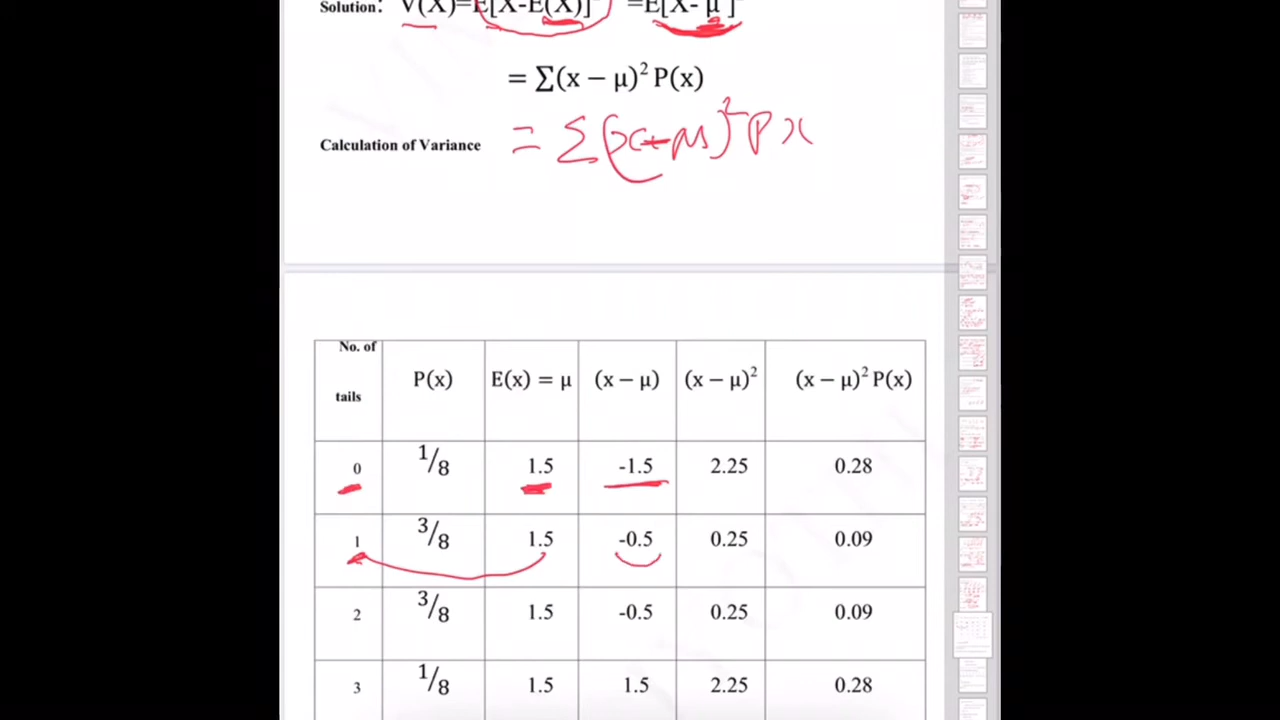 Solution: V(X)=E[X-E(X)]² =E[X- μ ]²
= ∑(x − μ)² P(x)
Calculation of Variance = ∑(x-μ)² P x
No. of tails P(x) E(x) = μ (x − μ) (x − μ)² (x − μ)² P(x)
0 1/8 1.5 -1.5 2.25 0.28
1 3/8 1.5 -0.5 0.25 0.09
2 3/8 1.5 -0.5 0.25 0.09
3 1/8 1.5 1.5 2.25 0.28